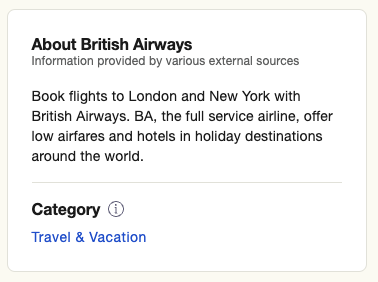 About British Airways
Information provided by various external sources
Book flights to London and New York with
British Airways. BA, the full service airline, offer
low airfares and hotels in holiday destinations
around the world.
Category
Travel & Vacation